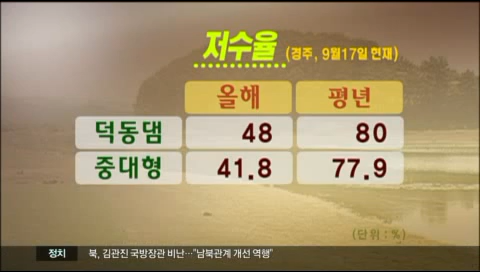 저수율 (경주, 9월17일 현재)
올해 평년
덕동댐 48 80
중대형 41.8 77.9
(단위 : %)
정치 북, 김관진 국방장관 비난…"남북관계 개선 역행"